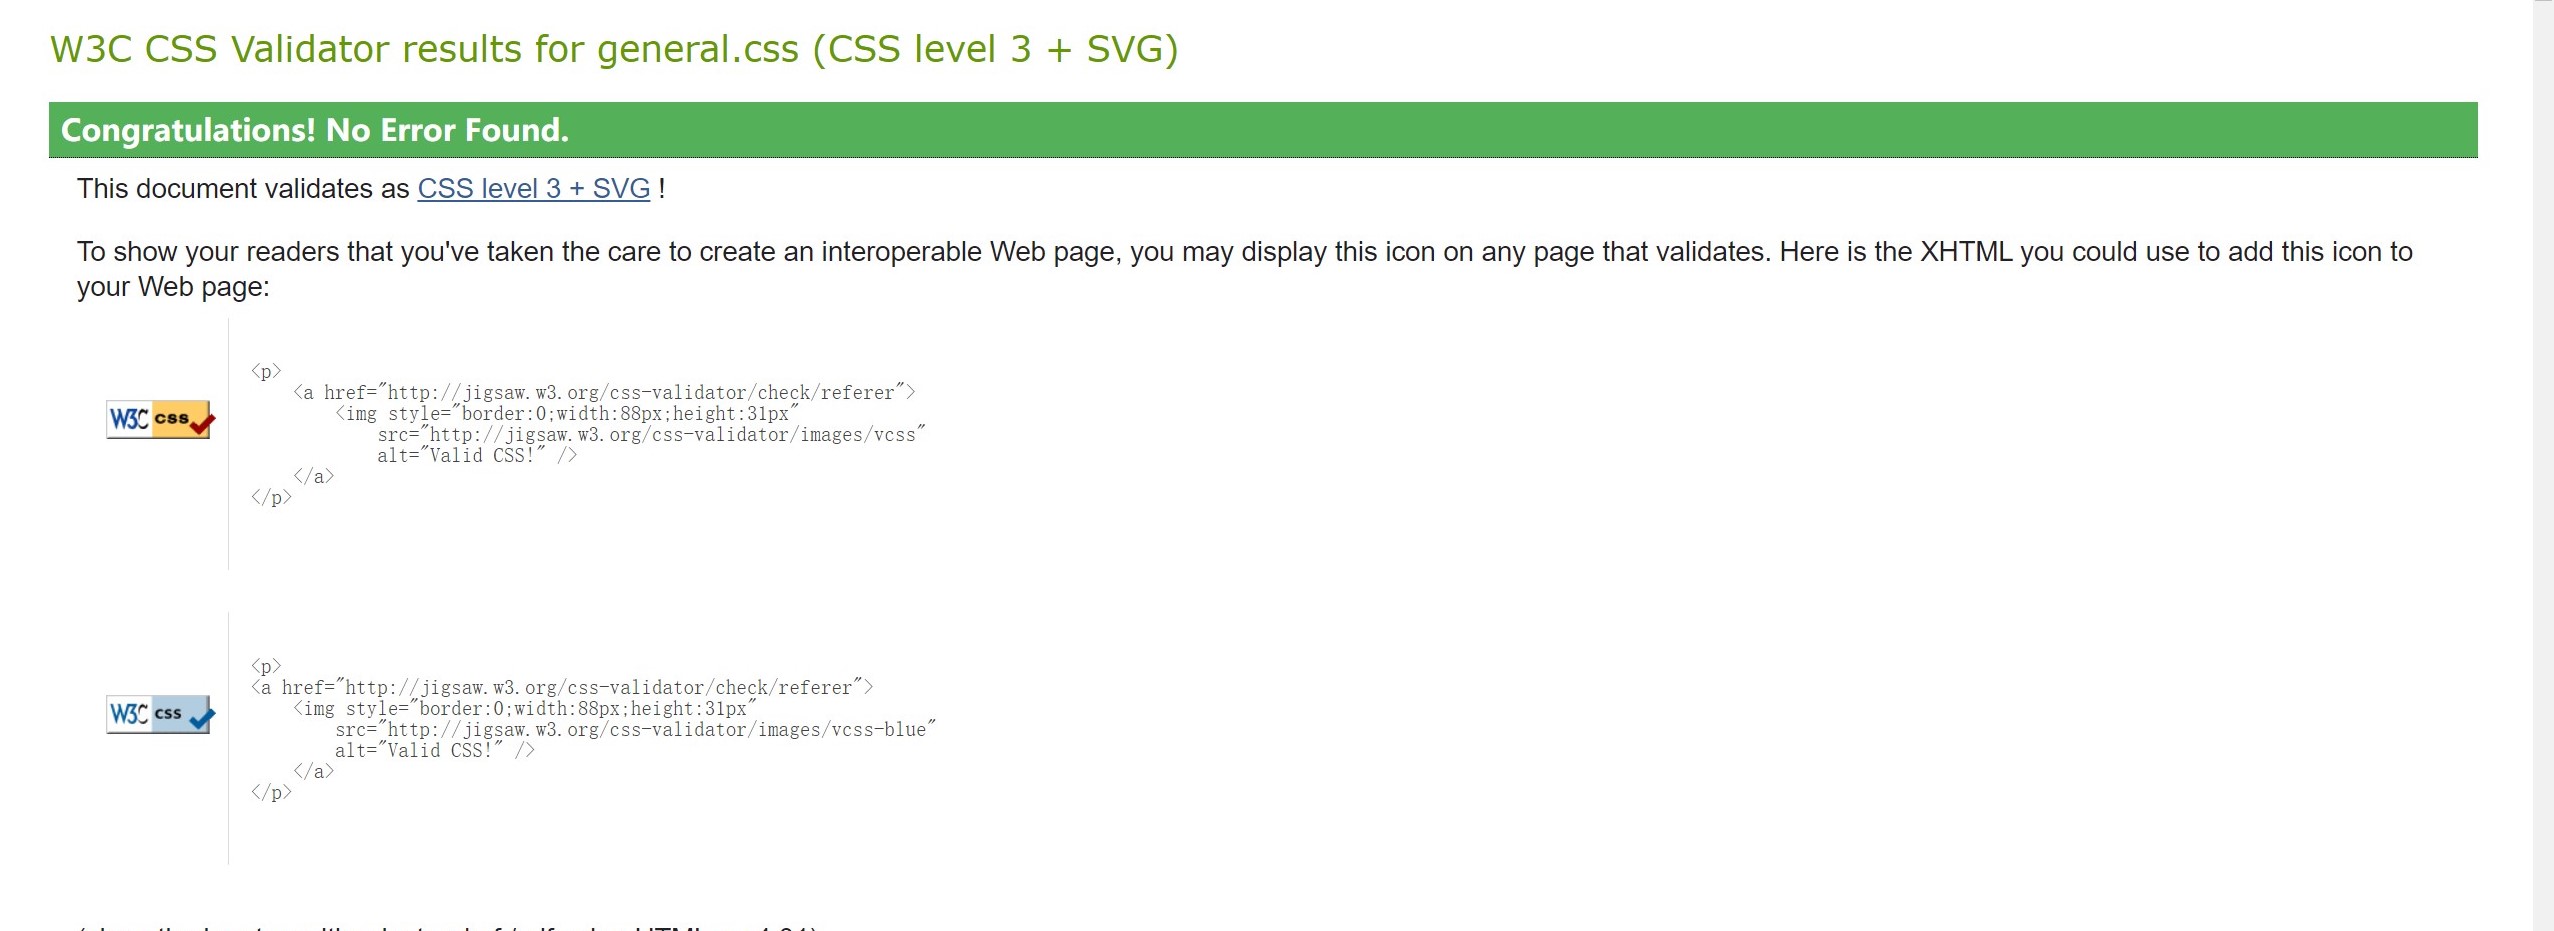 W3C CSS Validator results for general.css (CSS level 3 + SVG)
Congratulations! No Error Found.
This document validates as CSS level 3 + SVG !
To show your readers that you've taken the care to create an interoperable Web page, you may display this icon on any page that validates. Here is the XHTML you could use to add this icon to
your Web page:
<p>
<a href="http://jigsaw.w3.org/css-validator/check/referer">
<img style="border:0;width:88px;height:31px"
src="http://jigsaw.w3.org/css-validator/images/vcss"
alt="Valid CSS!" />
</a>
</p>
W3C css
<p>
<a href="http://jigsaw.w3.org/css-validator/check/referer">
<img style="border:0;width:88px;height:31px"
src="http://jigsaw.w3.org/css-validator/images/vcss-blue"
alt="Valid CSS!" />
</a>
</p>
W3C css